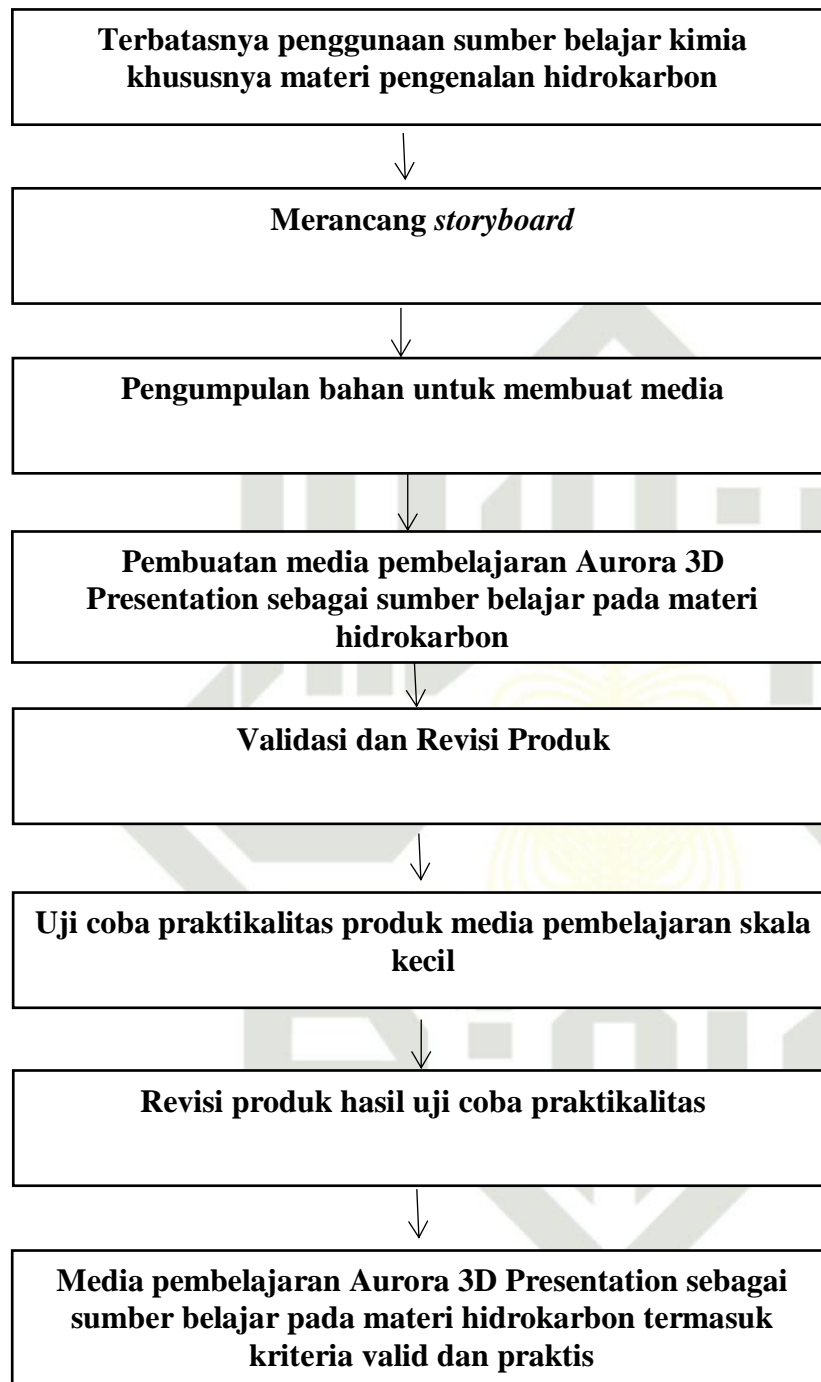 Terbatasnya penggunaan sumber belajar kimia
khususnya materi pengenalan hidrokarbon
Merancang storyboard
Pengumpulan bahan untuk membuat media
Pembuatan media pembelajaran Aurora 3D
Presentation sebagai sumber belajar pada materi
hidrokarbon
Validasi dan Revisi Produk
Uji coba praktikalitas produk media pembelajaran skala
kecil
Revisi produk hasil uji coba praktikalitas
Media pembelajaran Aurora 3D Presentation sebagai
sumber belajar pada materi hidrokarbon termasuk
kriteria valid dan praktis